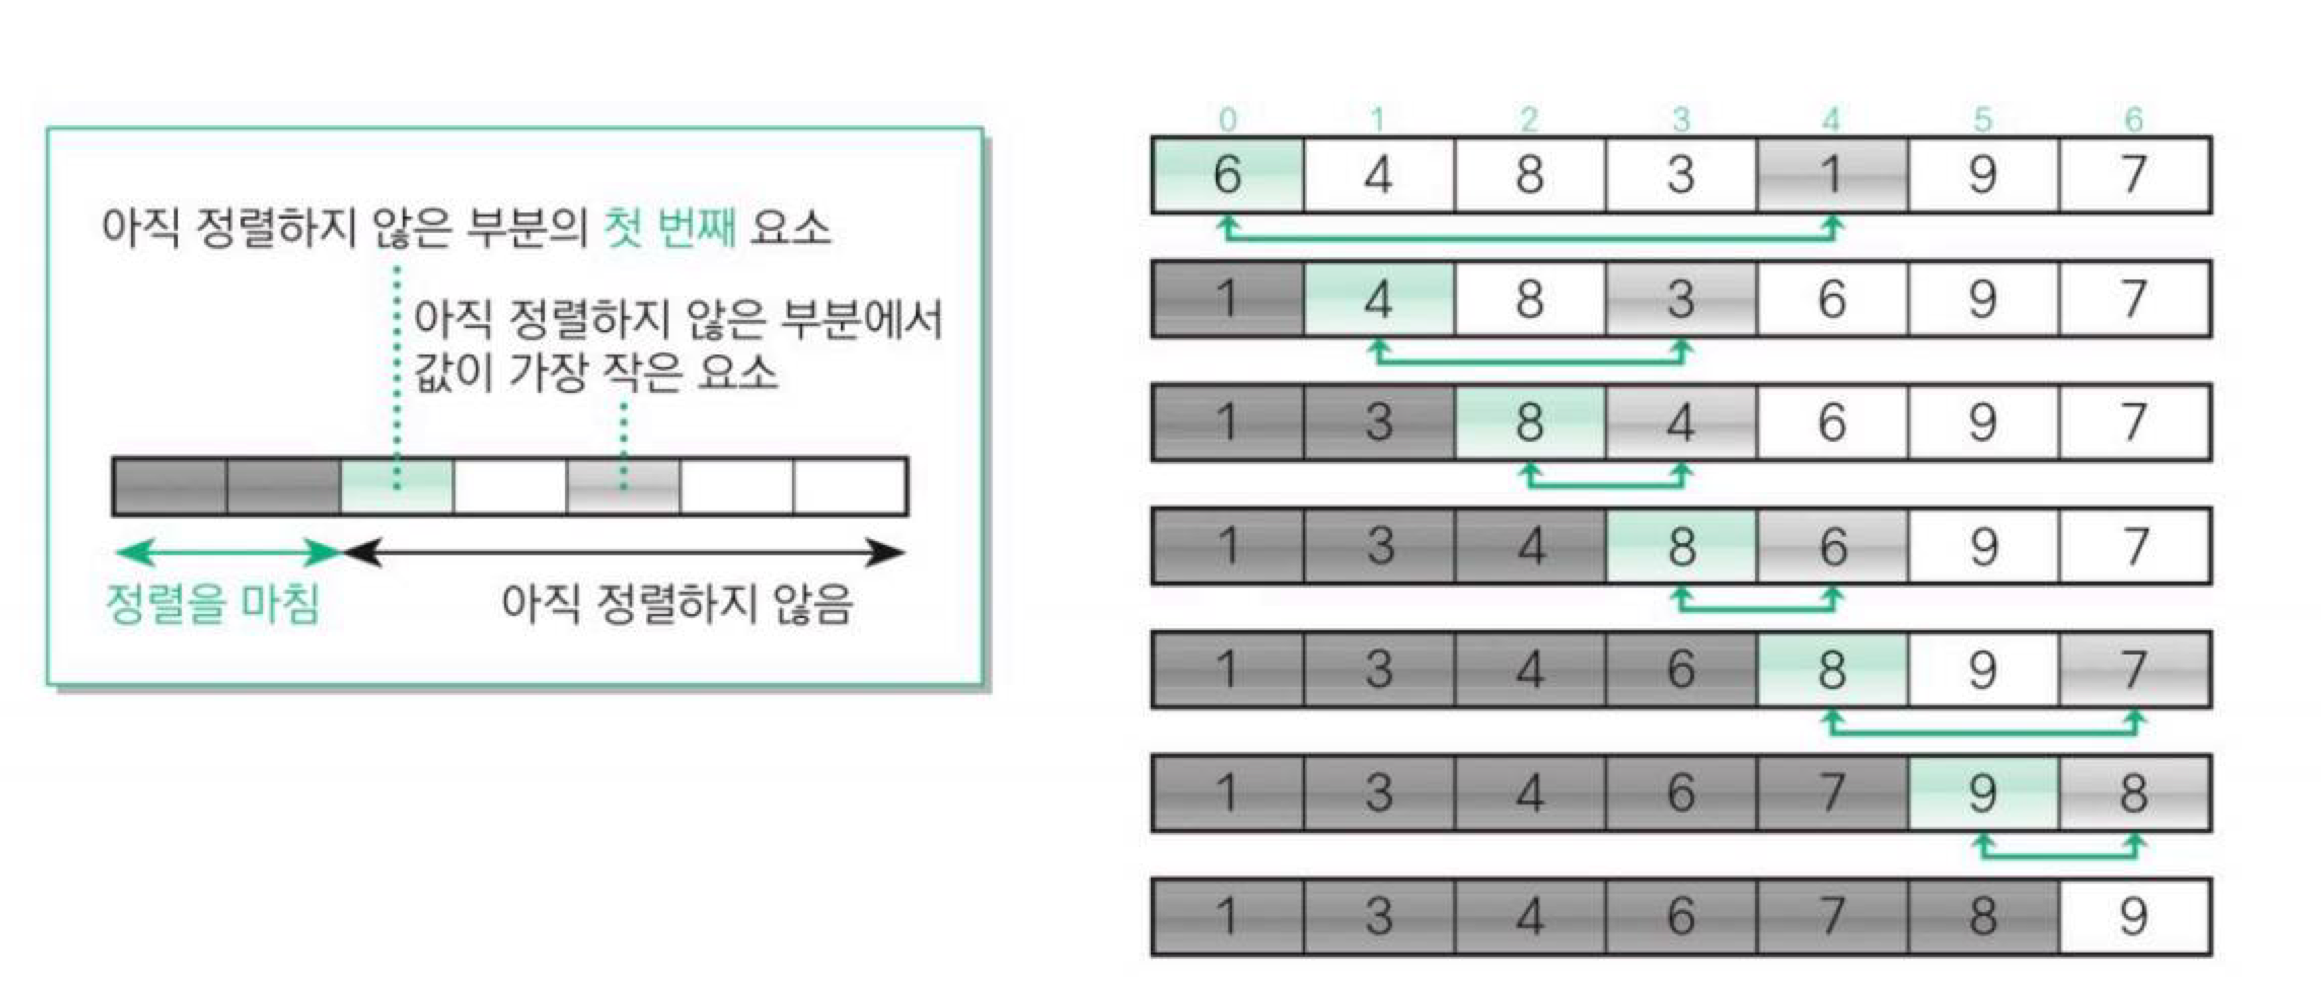 아직 정렬하지 않은 부분의 첫 번째 요소
아직 정렬하지 않은 부분에서
값이 가장 작은 요소
정렬을 마침
아직 정렬하지 않음
0 1 2 3 4 5 6
6 4 8 3 1 9 7
1 4 8 3 6 9 7
1 3 8 4 6 9 7
1 3 4 8 6 9 7
1 3 4 6 8 9 7
1 3 4 6 7 9 8
1 3 4 6 7 8 9